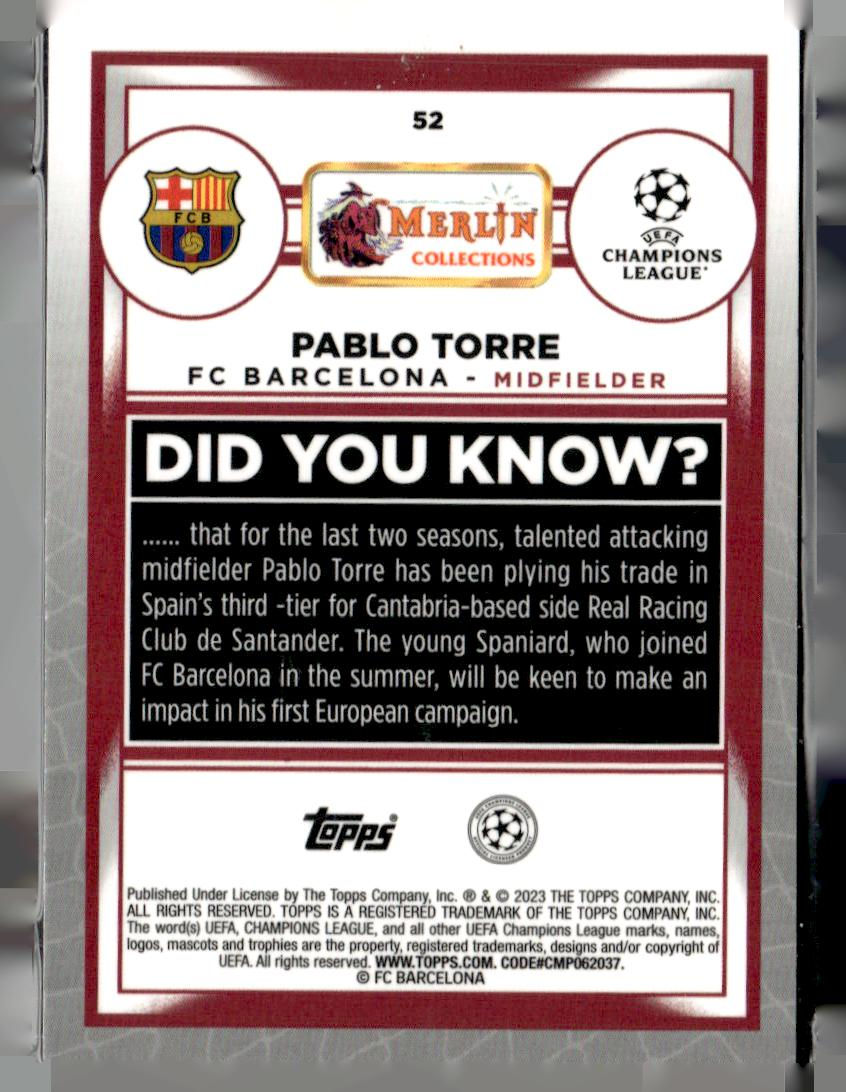 52
FCB
MERLIN
COLLECTIONS
UEFA
CHAMPIONS
LEAGUE
PABLO TORRE
FC BARCELONA - MIDFIELDER
DID YOU KNOW?
...... that for the last two seasons, talented attacking
midfielder Pablo Torre has been plying his trade in
Spain's third -tier for Cantabria-based side Real Racing
Club de Santander. The young Spaniard, who joined
FC Barcelona in the summer, will be keen to make an
impact in his first European campaign.
topps®
Published Under License by The Topps Company, Inc. ® & © 2023 THE TOPPS COMPANY, INC.
ALL RIGHTS RESERVED. TOPPS IS A REGISTERED TRADEMARK OF THE TOPPS COMPANY, INC.
The word(s) UEFA, CHAMPIONS LEAGUE, and all other UEFA Champions League marks, names,
logos, mascots and trophies are the property, registered trademarks, designs and/or copyright of
UEFA. All rights reserved. WWW.TOPPS.COM. CODE#CMP062037.
© FC BARCELONA